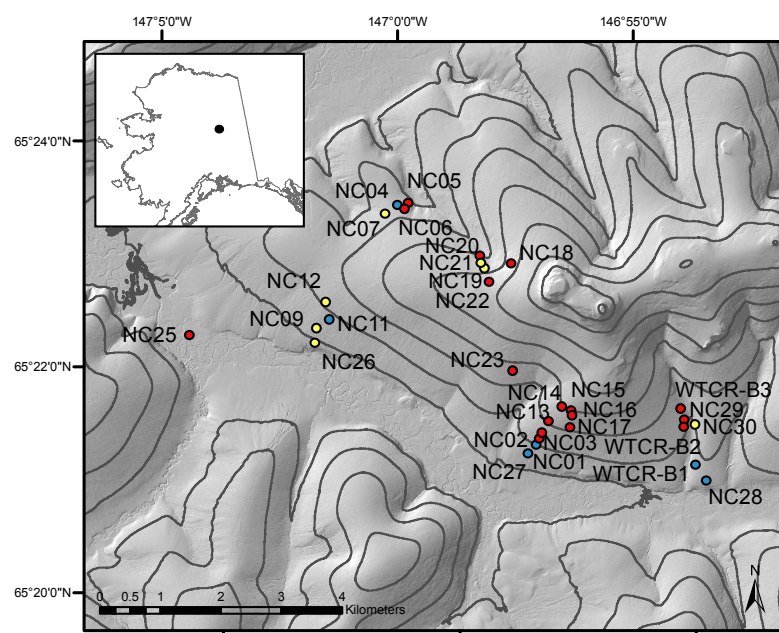 147°5'0"W 147°0'0"W 146°55'0"W
65°24'0"N
65°22'0"N
65°20'0"N
NC04 NC05
NC07 NC06
NC20 NC18
NC21
NC19
NC22
NC12
NC09 NC11
NC25
NC26
NC23
NC14 NC15
NC13 NC16
NC17
NC02 NC03
NC27 NC01
WTCR-B3
NC29
NC30
WTCR-B2
WTCR-B1
NC28
0 0.5 1 2 3 4
Kilometers
N